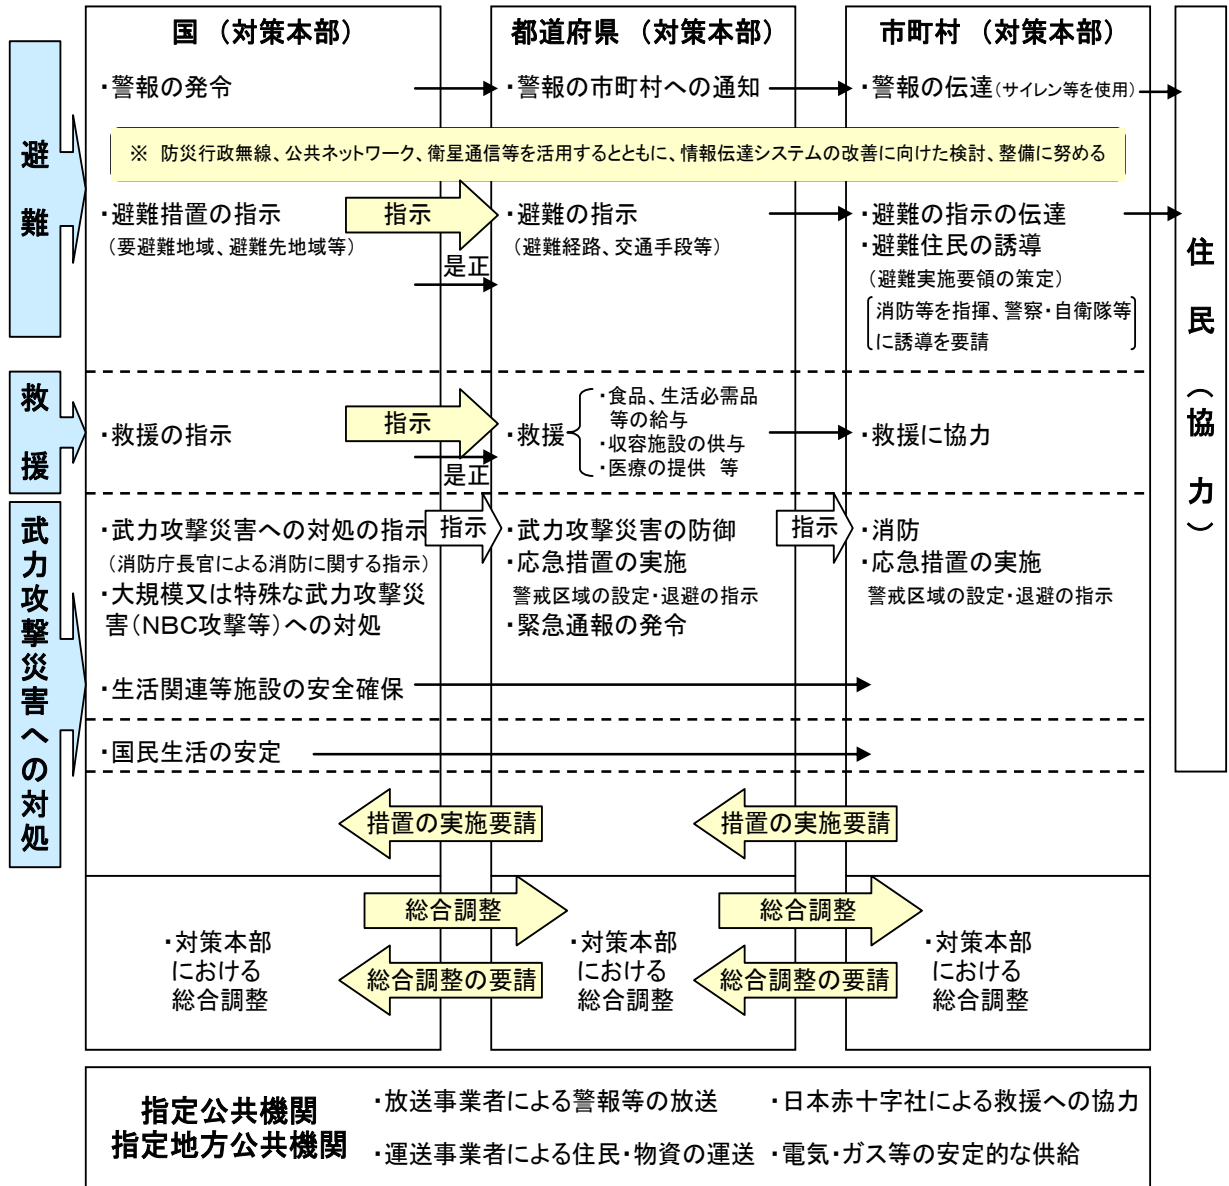 国 （対策本部）
都道府県 （対策本部）
市町村 （対策本部）
避難
・警報の発令
・警報の市町村への通知
・警報の伝達（サイレン等を使用）
※ 防災行政無線、公共ネットワーク、衛星通信等を活用するとともに、情報伝達システムの改善に向けた検討、整備に努める
・避難措置の指示
（要避難地域、避難先地域等）
指示
是正
・避難の指示
（避難経路、交通手段等）
・避難の指示の伝達
・避難住民の誘導
（避難実施要領の策定）
消防等を指揮、警察・自衛隊等
に誘導を要請
住民（協力）
救援
・救援の指示
指示
是正
・救援
・食品、生活必需品
等の給与
・収容施設の供与
・医療の提供 等
・救援に協力
武力攻撃災害への対処
・武力攻撃災害への対処の指示
（消防庁長官による消防に関する指示）
・大規模又は特殊な武力攻撃災
害（NBC攻撃等）への対処
指示
・武力攻撃災害の防御
・応急措置の実施
警戒区域の設定・退避の指示
・緊急通報の発令
指示
・消防
・応急措置の実施
警戒区域の設定・退避の指示
・生活関連等施設の安全確保
・国民生活の安定
措置の実施要請
措置の実施要請
総合調整
総合調整
・対策本部
における
総合調整
総合調整の要請
・対策本部
における
総合調整
総合調整の要請
・対策本部
における
総合調整
指定公共機関
指定地方公共機関
・放送事業者による警報等の放送
・日本赤十字社による救援への協力
・運送事業者による住民・物資の運送
・電気・ガス等の安定的な供給